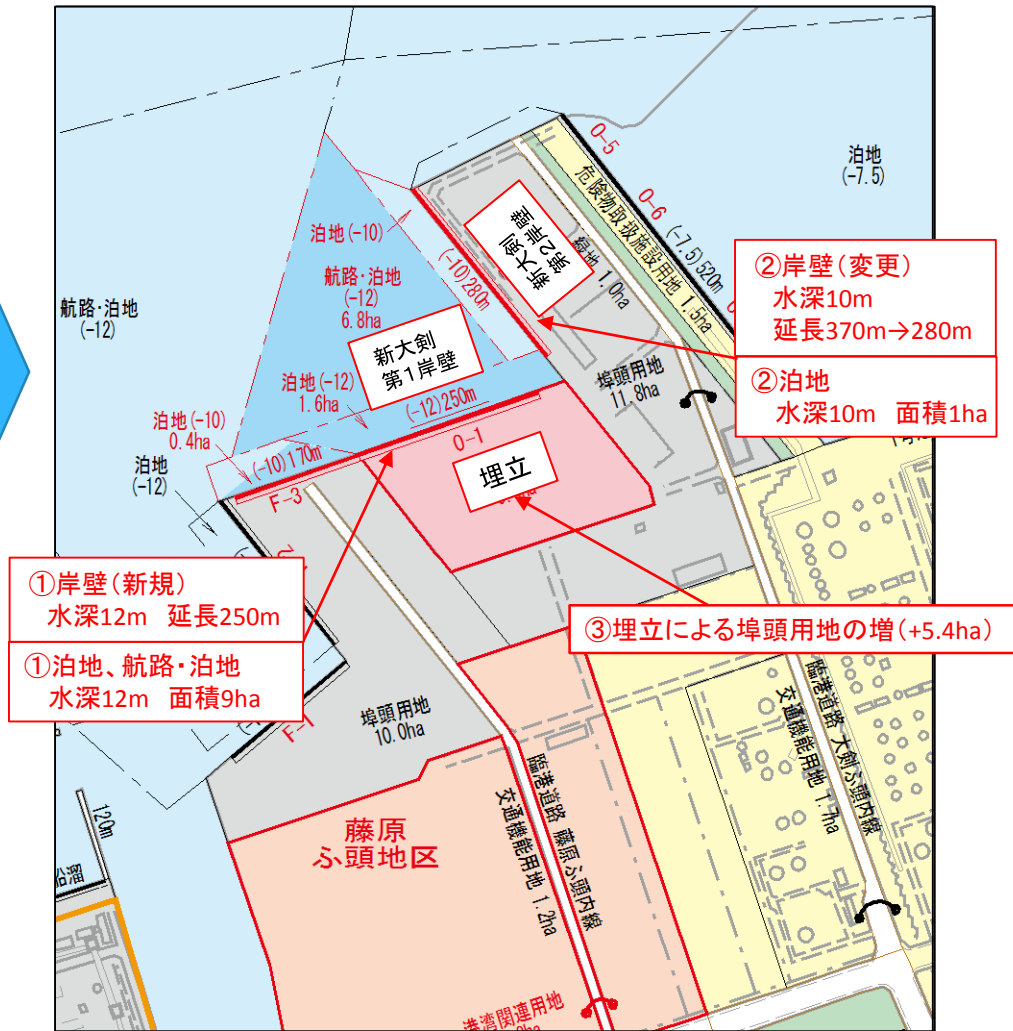 泊地
(-7.5)
O-5
O-6
(-7.5)520m
危険物取扱施設用地 1.5ha
緑地 1.0ha
新大剣
第2岸壁
(-10)280m
泊地(-10)
航路・泊地
(-12)
6.8ha
航路・泊地
(-12)
新大剣
第1岸壁
②岸壁(変更)
水深10m
延長370m→280m
②泊地
水深10m 面積1ha
埠頭用地
11.8ha
泊地(-12)
1.6ha
(-12)250m
O-1
泊地(-10)
0.4ha
(-10)170m
F-3
泊地
(-12)
埋立
①岸壁(新規)
水深12m 延長250m
①泊地、航路・泊地
水深12m 面積9ha
③埋立による埠頭用地の増(+5.4ha)
F-1
埠頭用地
10.0ha
臨港道路 大剣ふ頭内線
交通機能用地 1.7ha
臨港道路 藤原ふ頭内線
交通機能用地 1.2ha
藤原
ふ頭地区
120m
船溜
港湾関連用地